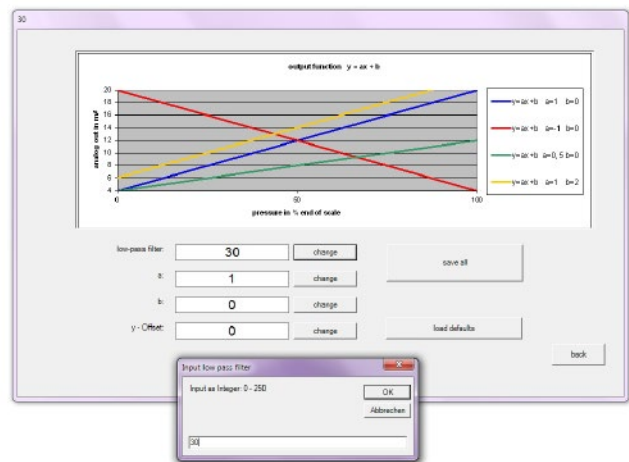 30
output function y = ax + b
analog out in mA
20
18
16
14
12
10
8
6
4
0
50
100
pressure in % end of scale
y=ax+b a=1 b=0
y=ax+b a=-1 b=0
y=ax+b a=0,5 b=0
y=ax+b a=1 b=2
low-pass filter: 30 change
a: 1 change
b: 0 change
y - Offset: 0 change
save all
load defaults
back
Input low pass filter
Input as Integer: 0 - 250
OK
Abbrechen
30